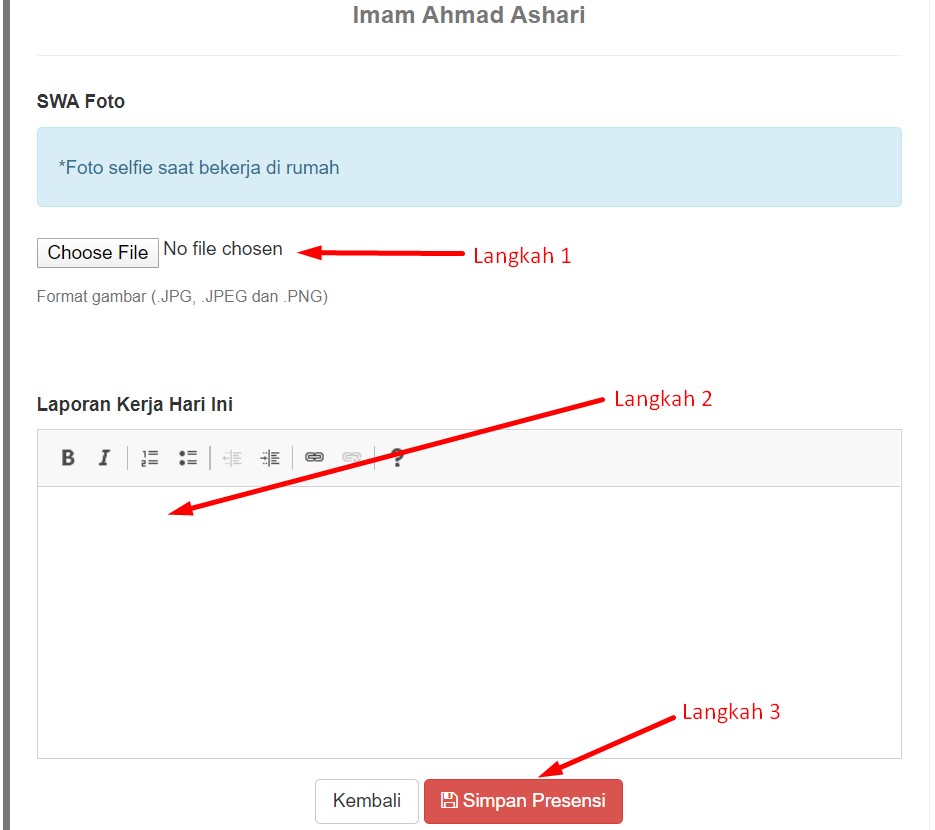 Imam Ahmad Ashari
SWA Foto
*Foto selfie saat bekerja di rumah
Choose File No file chosen
Langkah 1
Format gambar (.JPG, .JPEG dan .PNG)
Langkah 2
Laporan Kerja Hari Ini
B I ?
Langkah 3
Kembali
Simpan Presensi